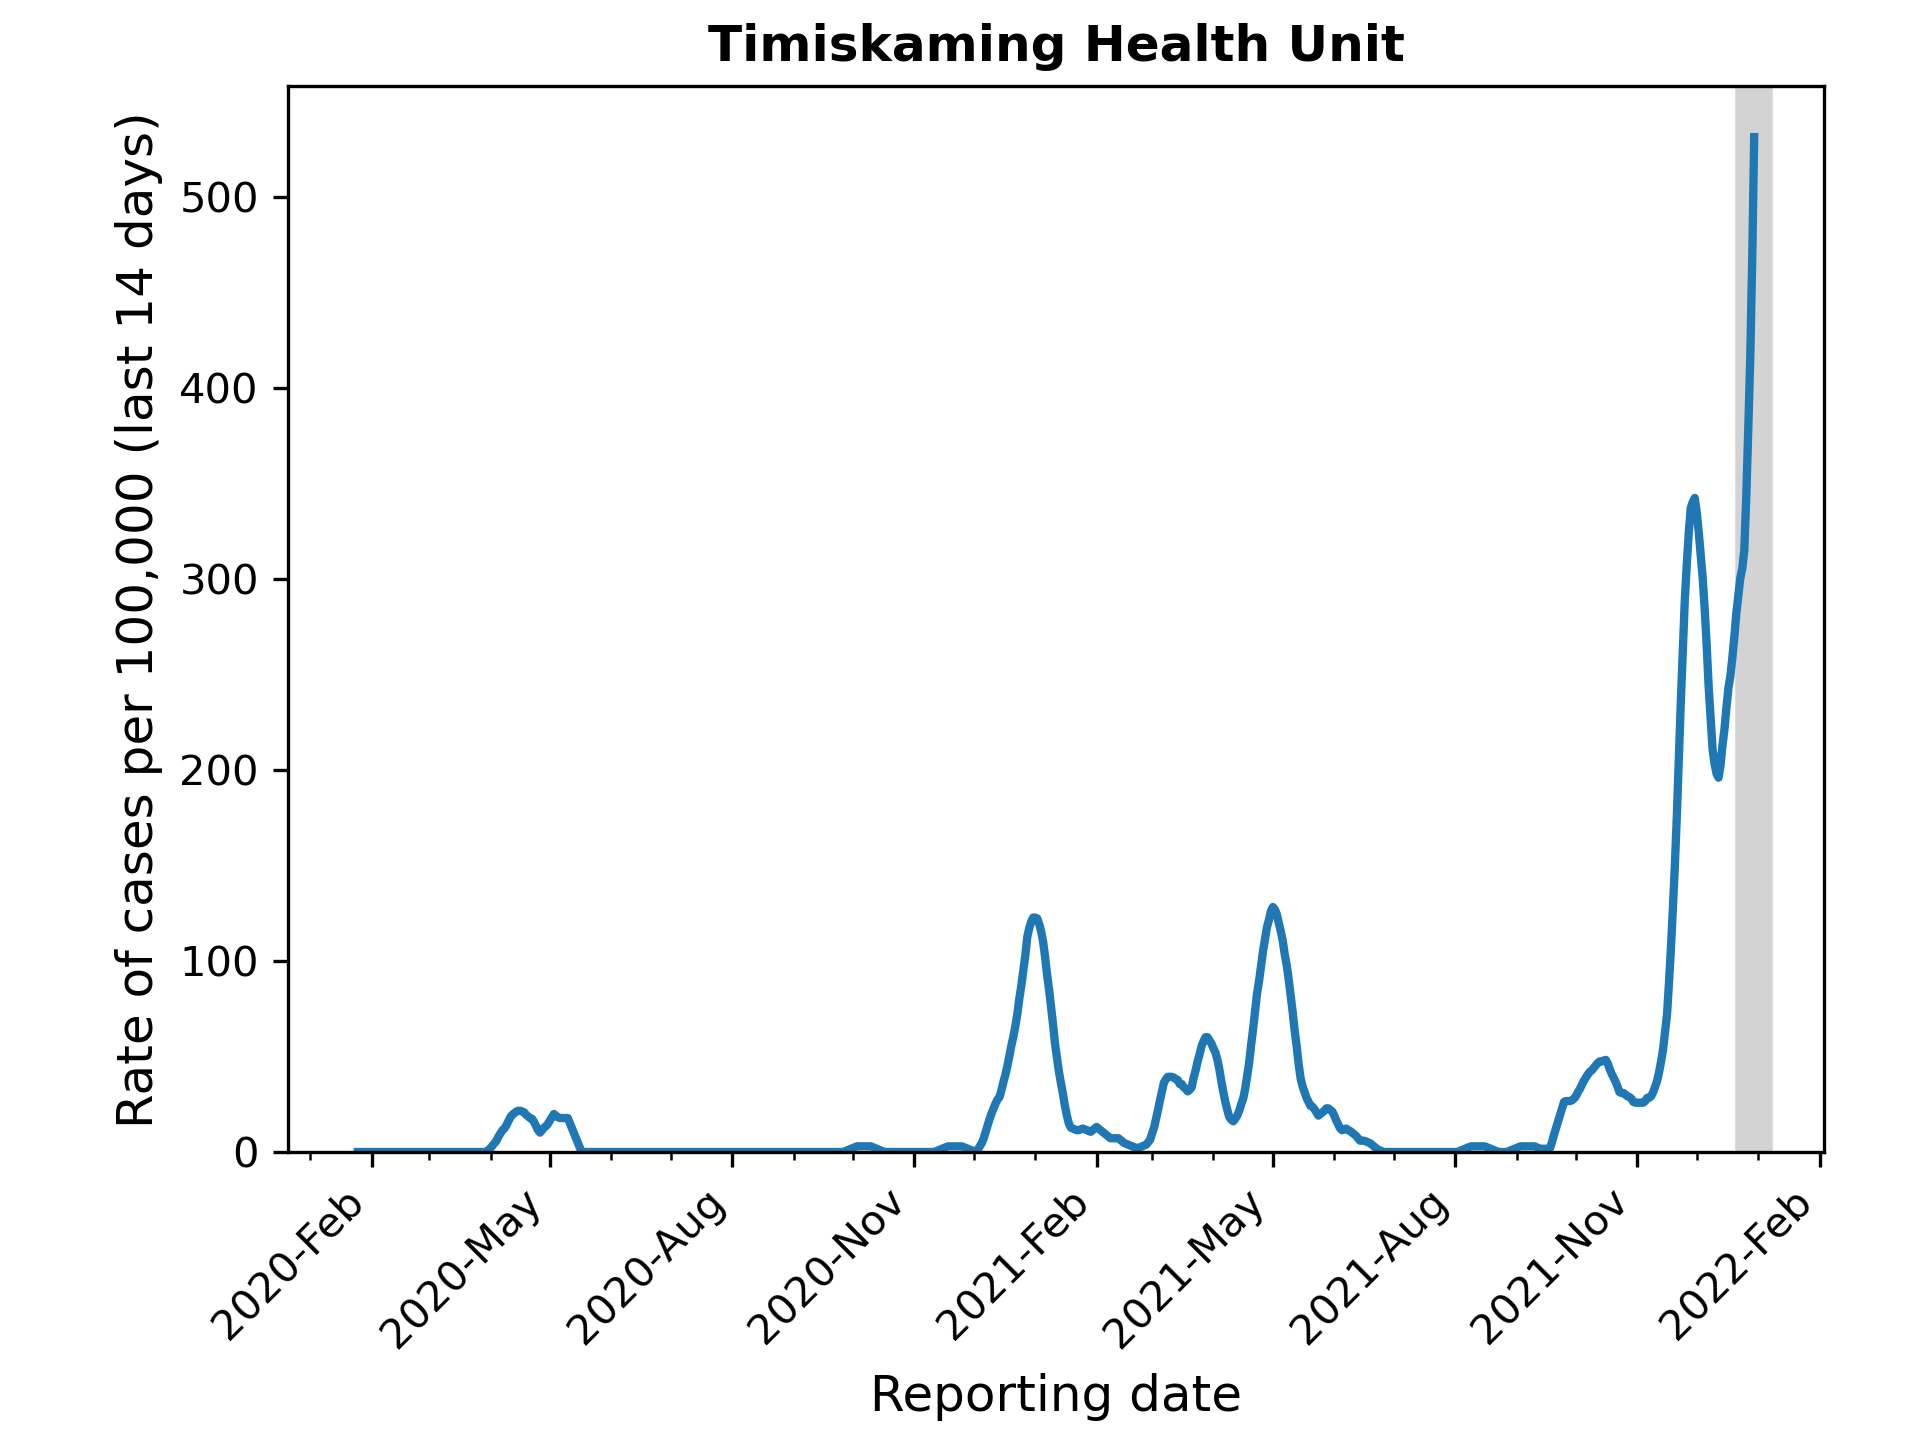 Timiskaming Health Unit
Rate of cases per 100,000 (last 14 days)
500
400
300
200
100
0
2020-Feb
2020-May
2020-Aug
2020-Nov
2021-Feb
2021-May
2021-Aug
2021-Nov
2022-Feb
Reporting date